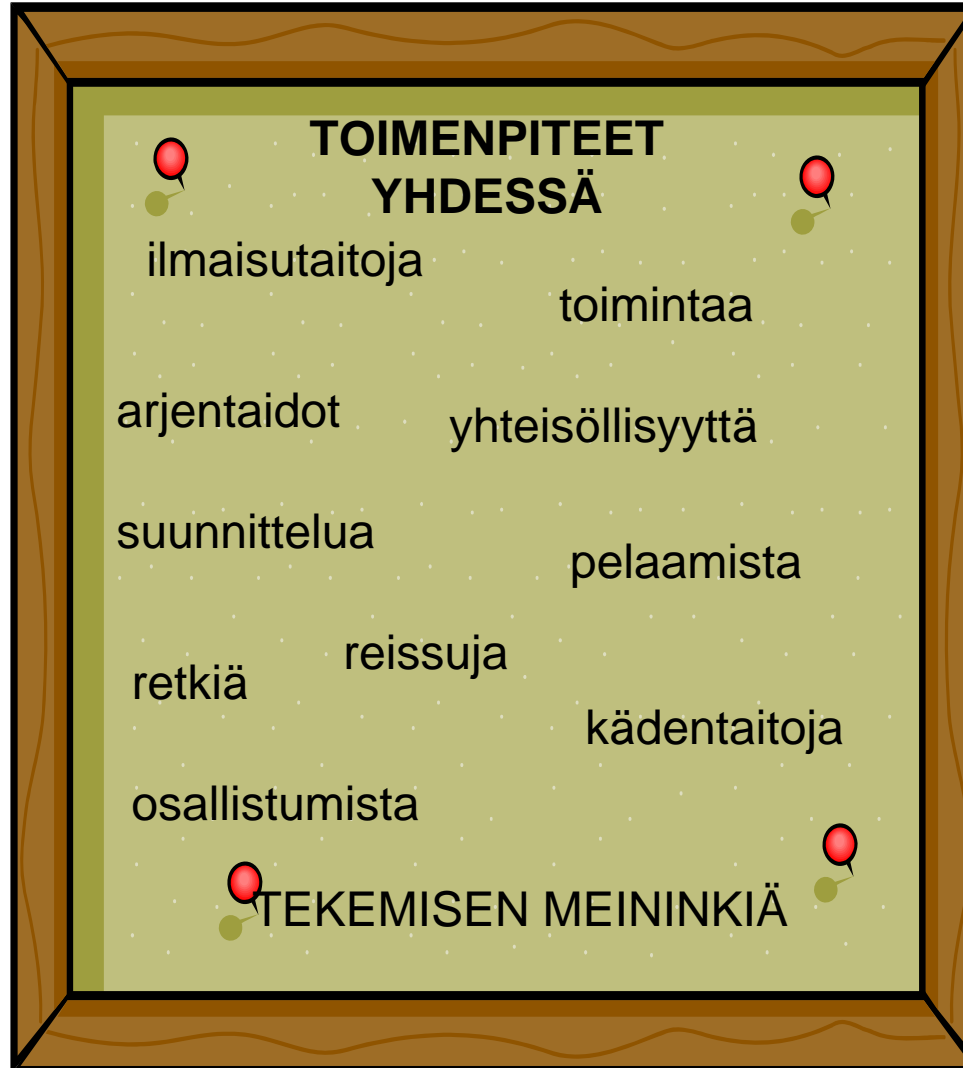 TOIMENPITEET
YHDESSÄ
ilmaisutaitoja
toimintaa
arjentaidot
yhteisöllisyyttä
suunnittelua
pelaamista
reissuja
retkiä
kädentaitoja
osallistumista
TEKEMISEN MEININKIÄ